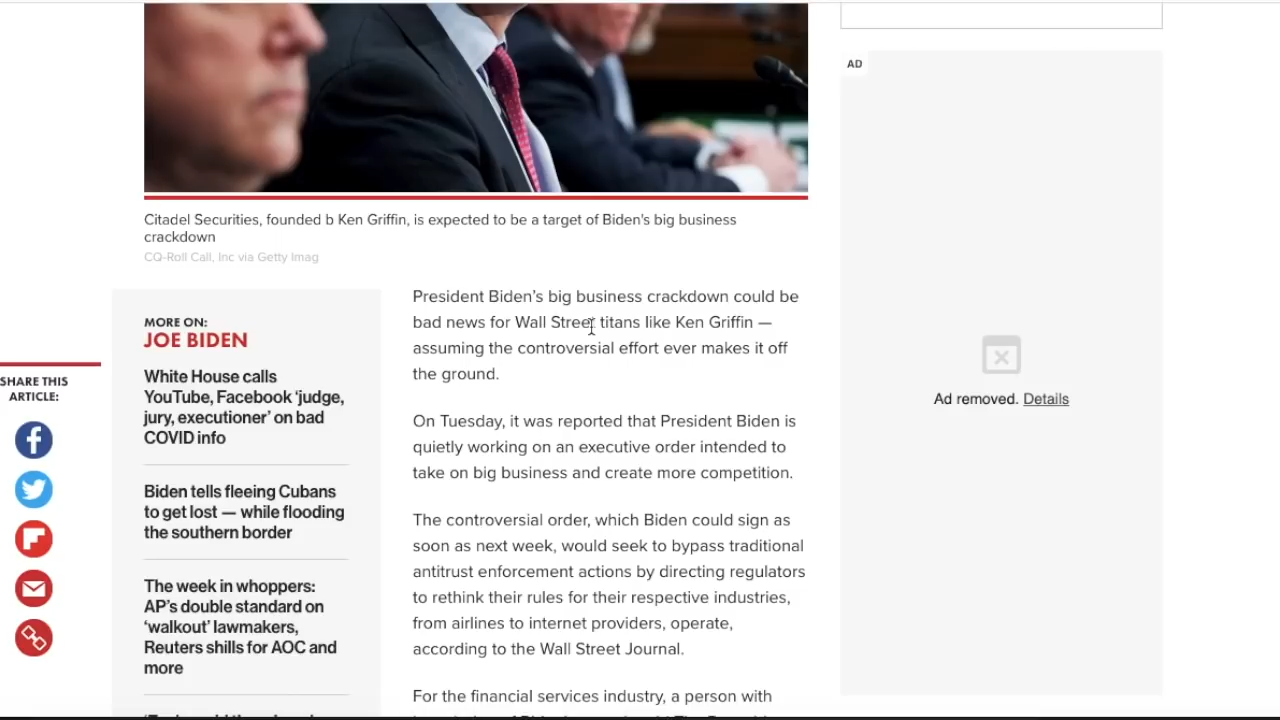 AD
Citadel Securities, founded b Ken Griffin, is expected to be a target of Biden's big business
crackdown
CQ-Roll Call, Inc via Getty Imag
SHARE THIS
ARTICLE:
MORE ON:
JOE BIDEN
White House calls
YouTube, Facebook ‘judge,
jury, executioner’ on bad
COVID info
Biden tells fleeing Cubans
to get lost — while flooding
the southern border
The week in whoppers:
AP’s double standard on
‘walkout’ lawmakers,
Reuters shills for AOC and
more
President Biden’s big business crackdown could be
bad news for Wall Street titans like Ken Griffin —
assuming the controversial effort ever makes it off
the ground.
On Tuesday, it was reported that President Biden is
quietly working on an executive order intended to
take on big business and create more competition.
The controversial order, which Biden could sign as
soon as next week, would seek to bypass traditional
antitrust enforcement actions by directing regulators
to rethink their rules for their respective industries,
from airlines to internet providers, operate,
according to the Wall Street Journal.
For the financial services industry, a person with
Ad removed. Details